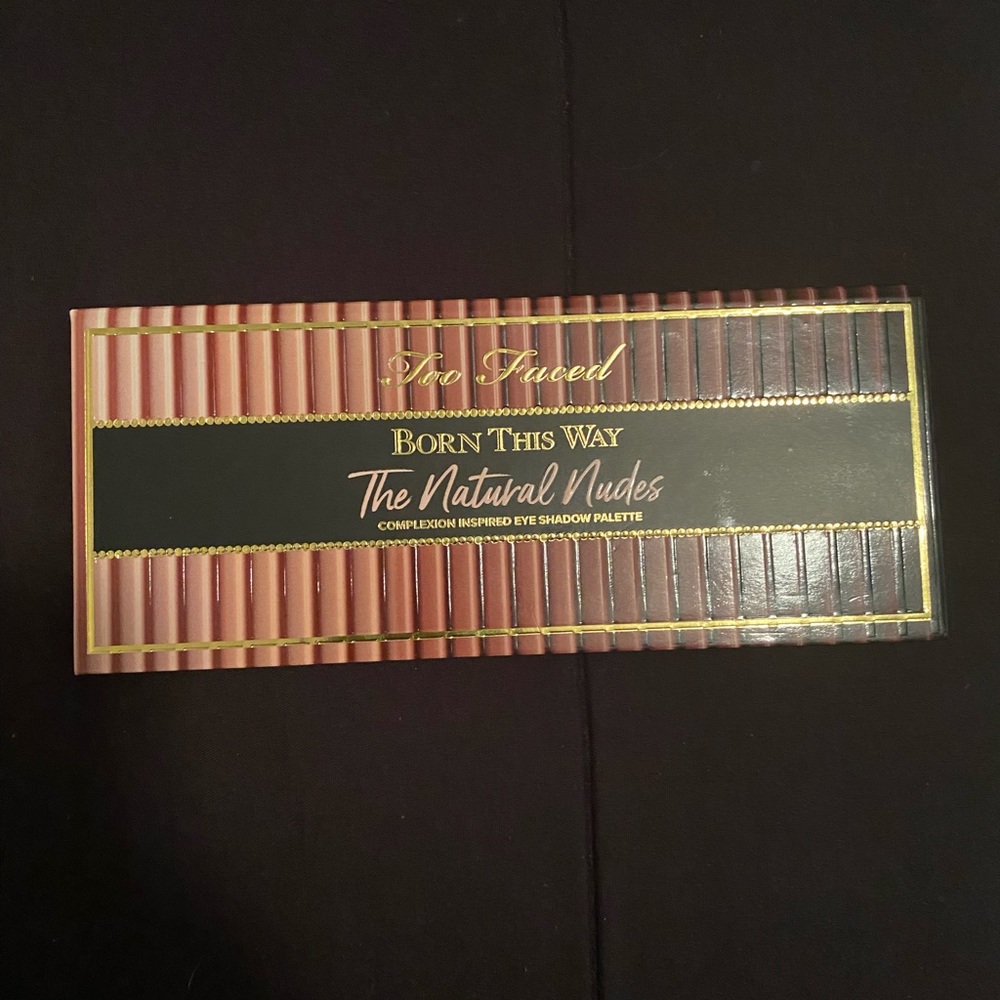 Too Faced
BORN THIS WAY
The Natural Nudes
COMPLEXION INSPIRED EYE SHADOW PALETTE